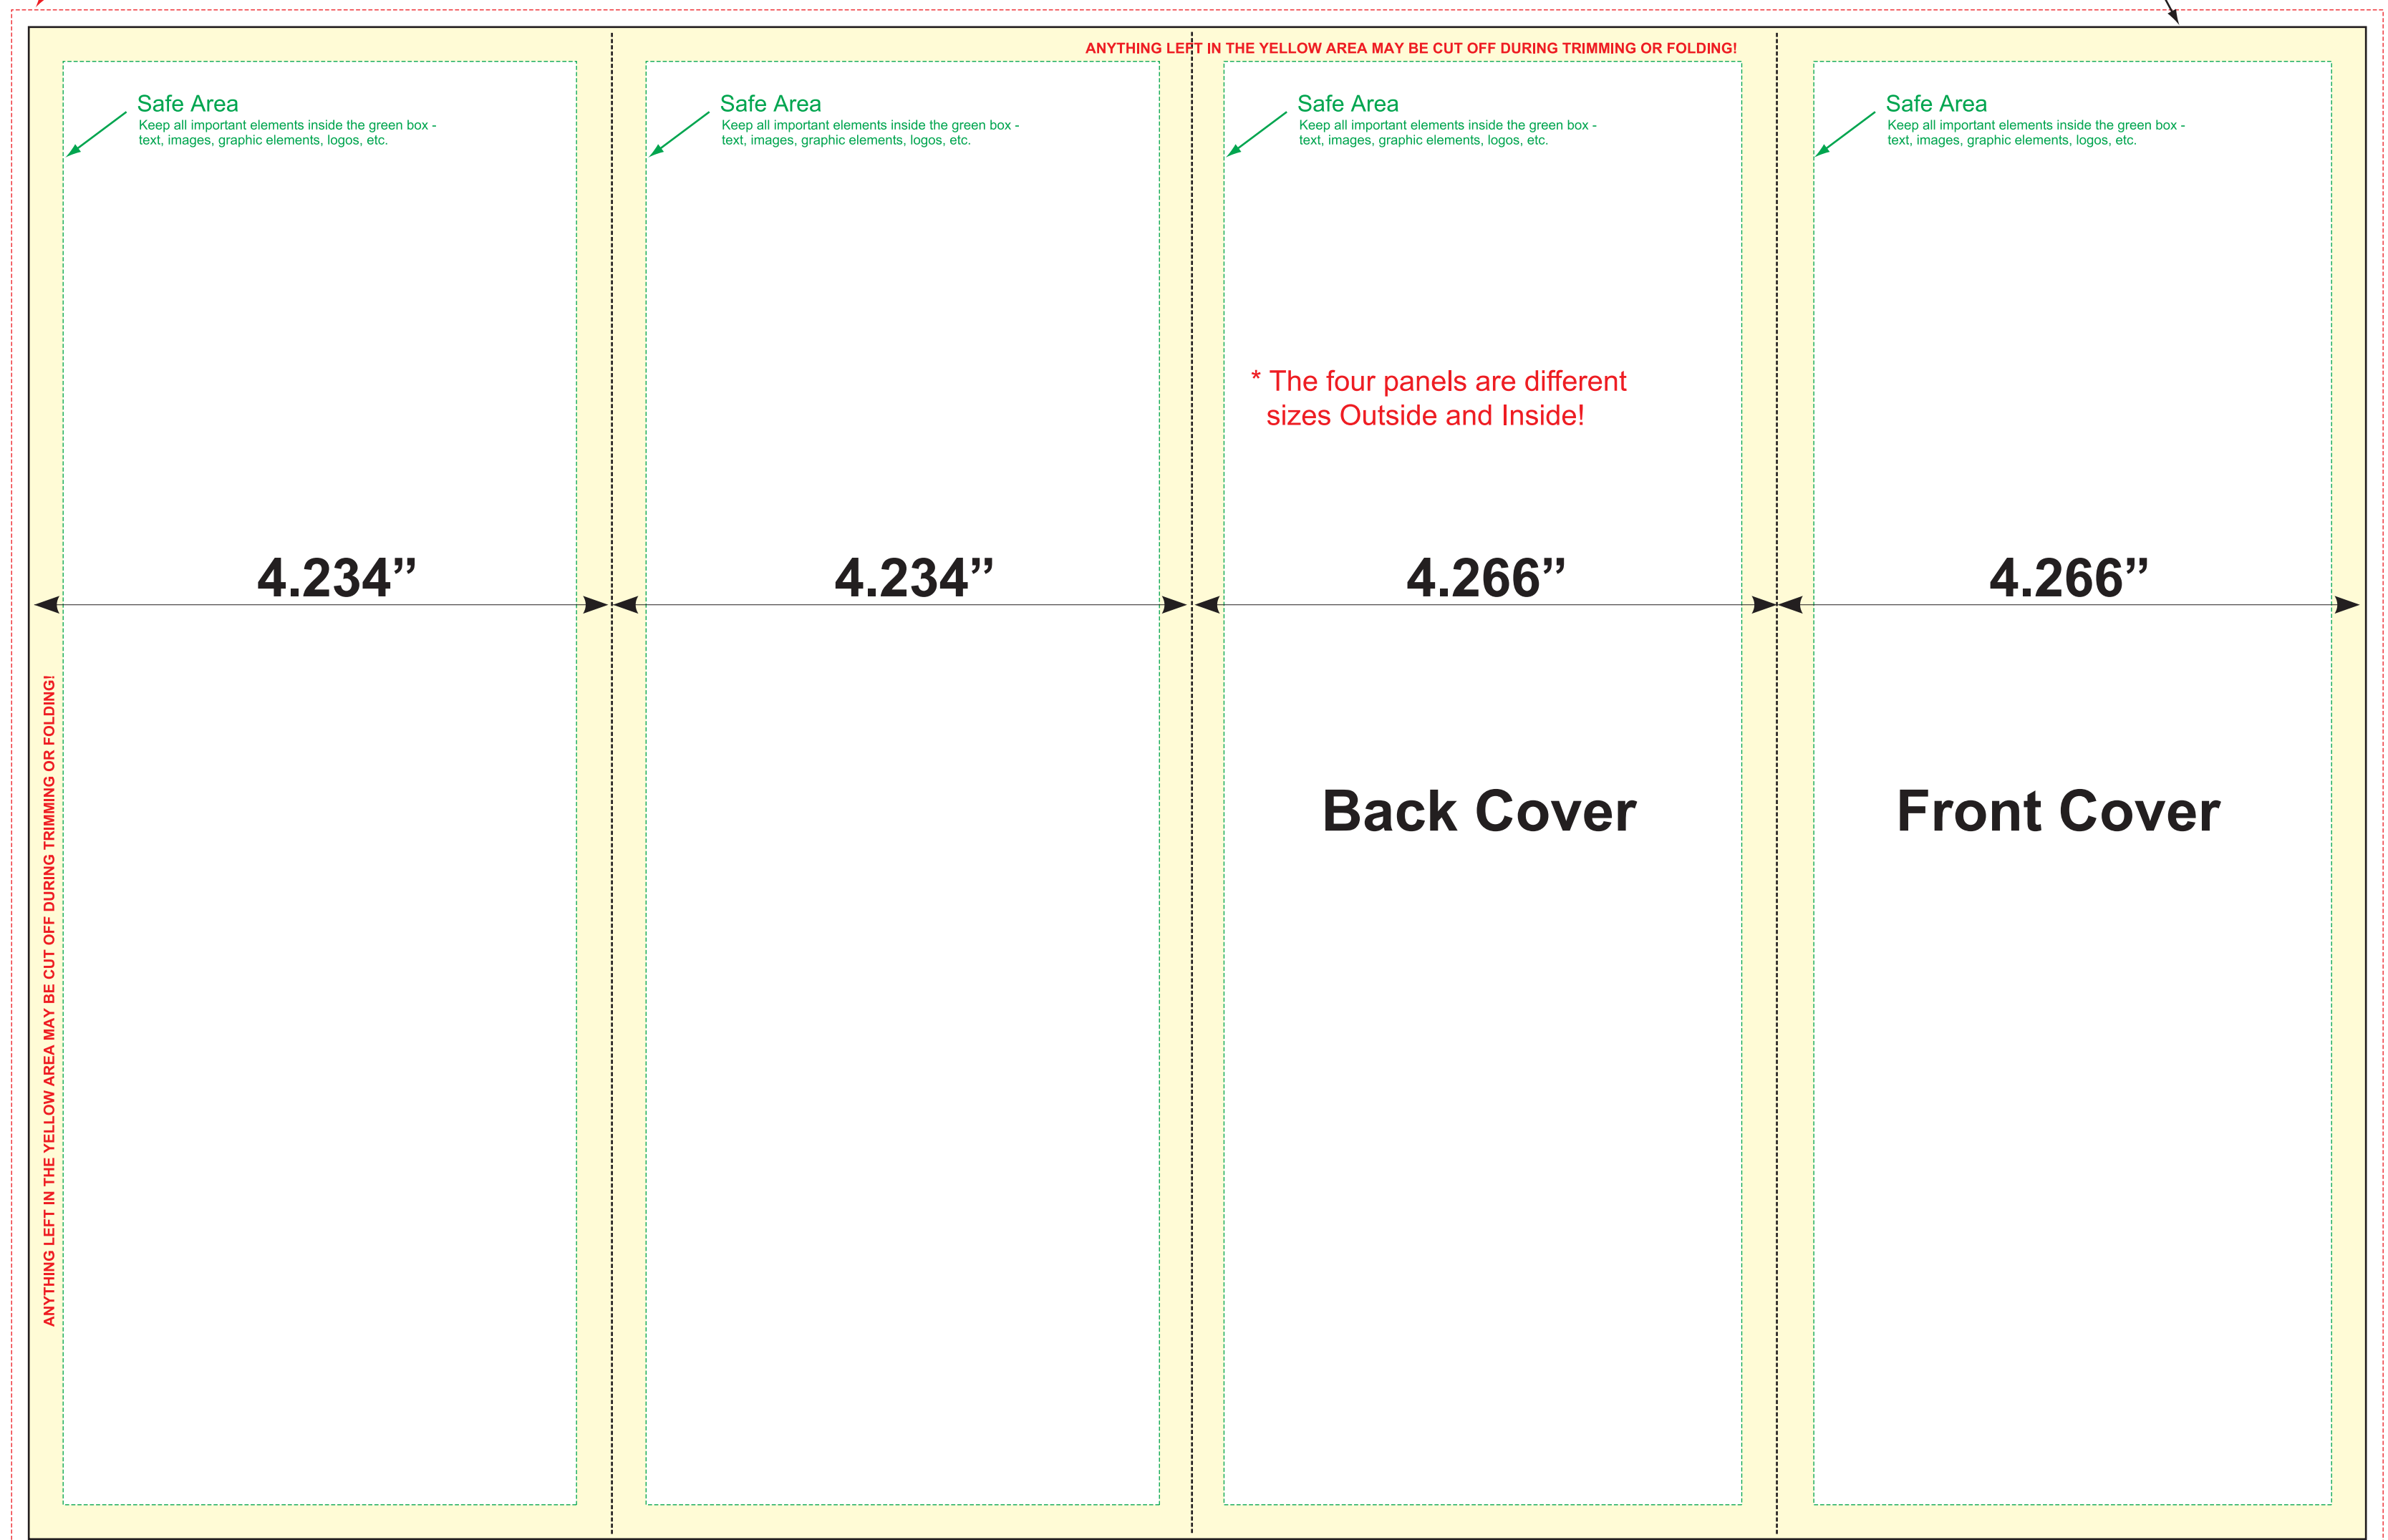 ANYTHING LEFT IN THE YELLOW AREA MAY BE CUT OFF DURING TRIMMING OR FOLDING!
Safe Area
Keep all important elements inside the green box -
text, images, graphic elements, logos, etc.
Safe Area
Keep all important elements inside the green box -
text, images, graphic elements, logos, etc.
Safe Area
Keep all important elements inside the green box -
text, images, graphic elements, logos, etc.
Safe Area
Keep all important elements inside the green box -
text, images, graphic elements, logos, etc.
* The four panels are different
sizes Outside and Inside!
4.234”
4.234”
4.266”
4.266”
ANYTHING LEFT IN THE YELLOW AREA MAY BE CUT OFF DURING TRIMMING OR FOLDING!
Back Cover
Front Cover